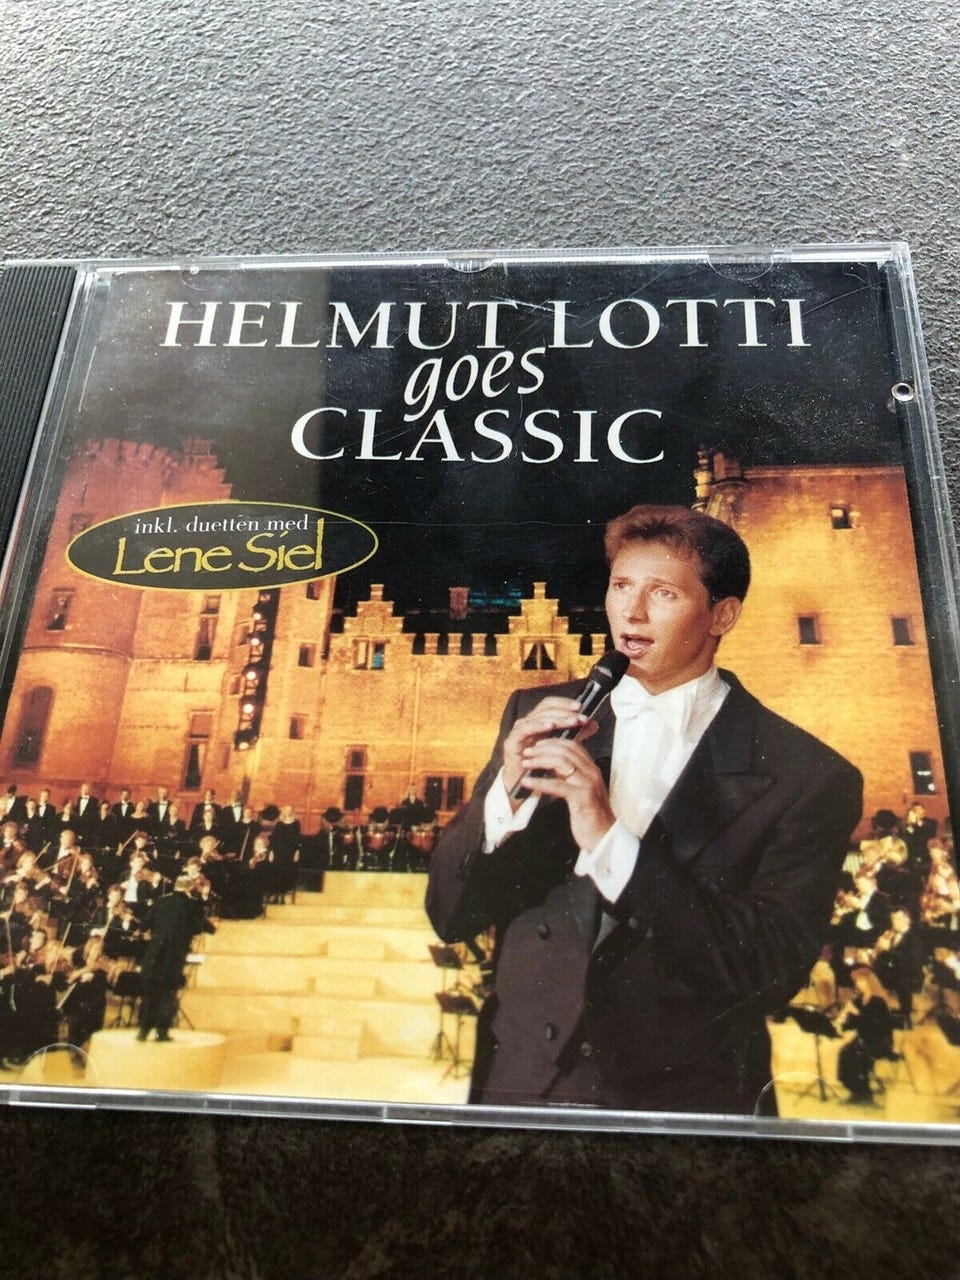 HELMUT LOTTI
goes
CLASSIC
inkl. duetten med
Lene Siel